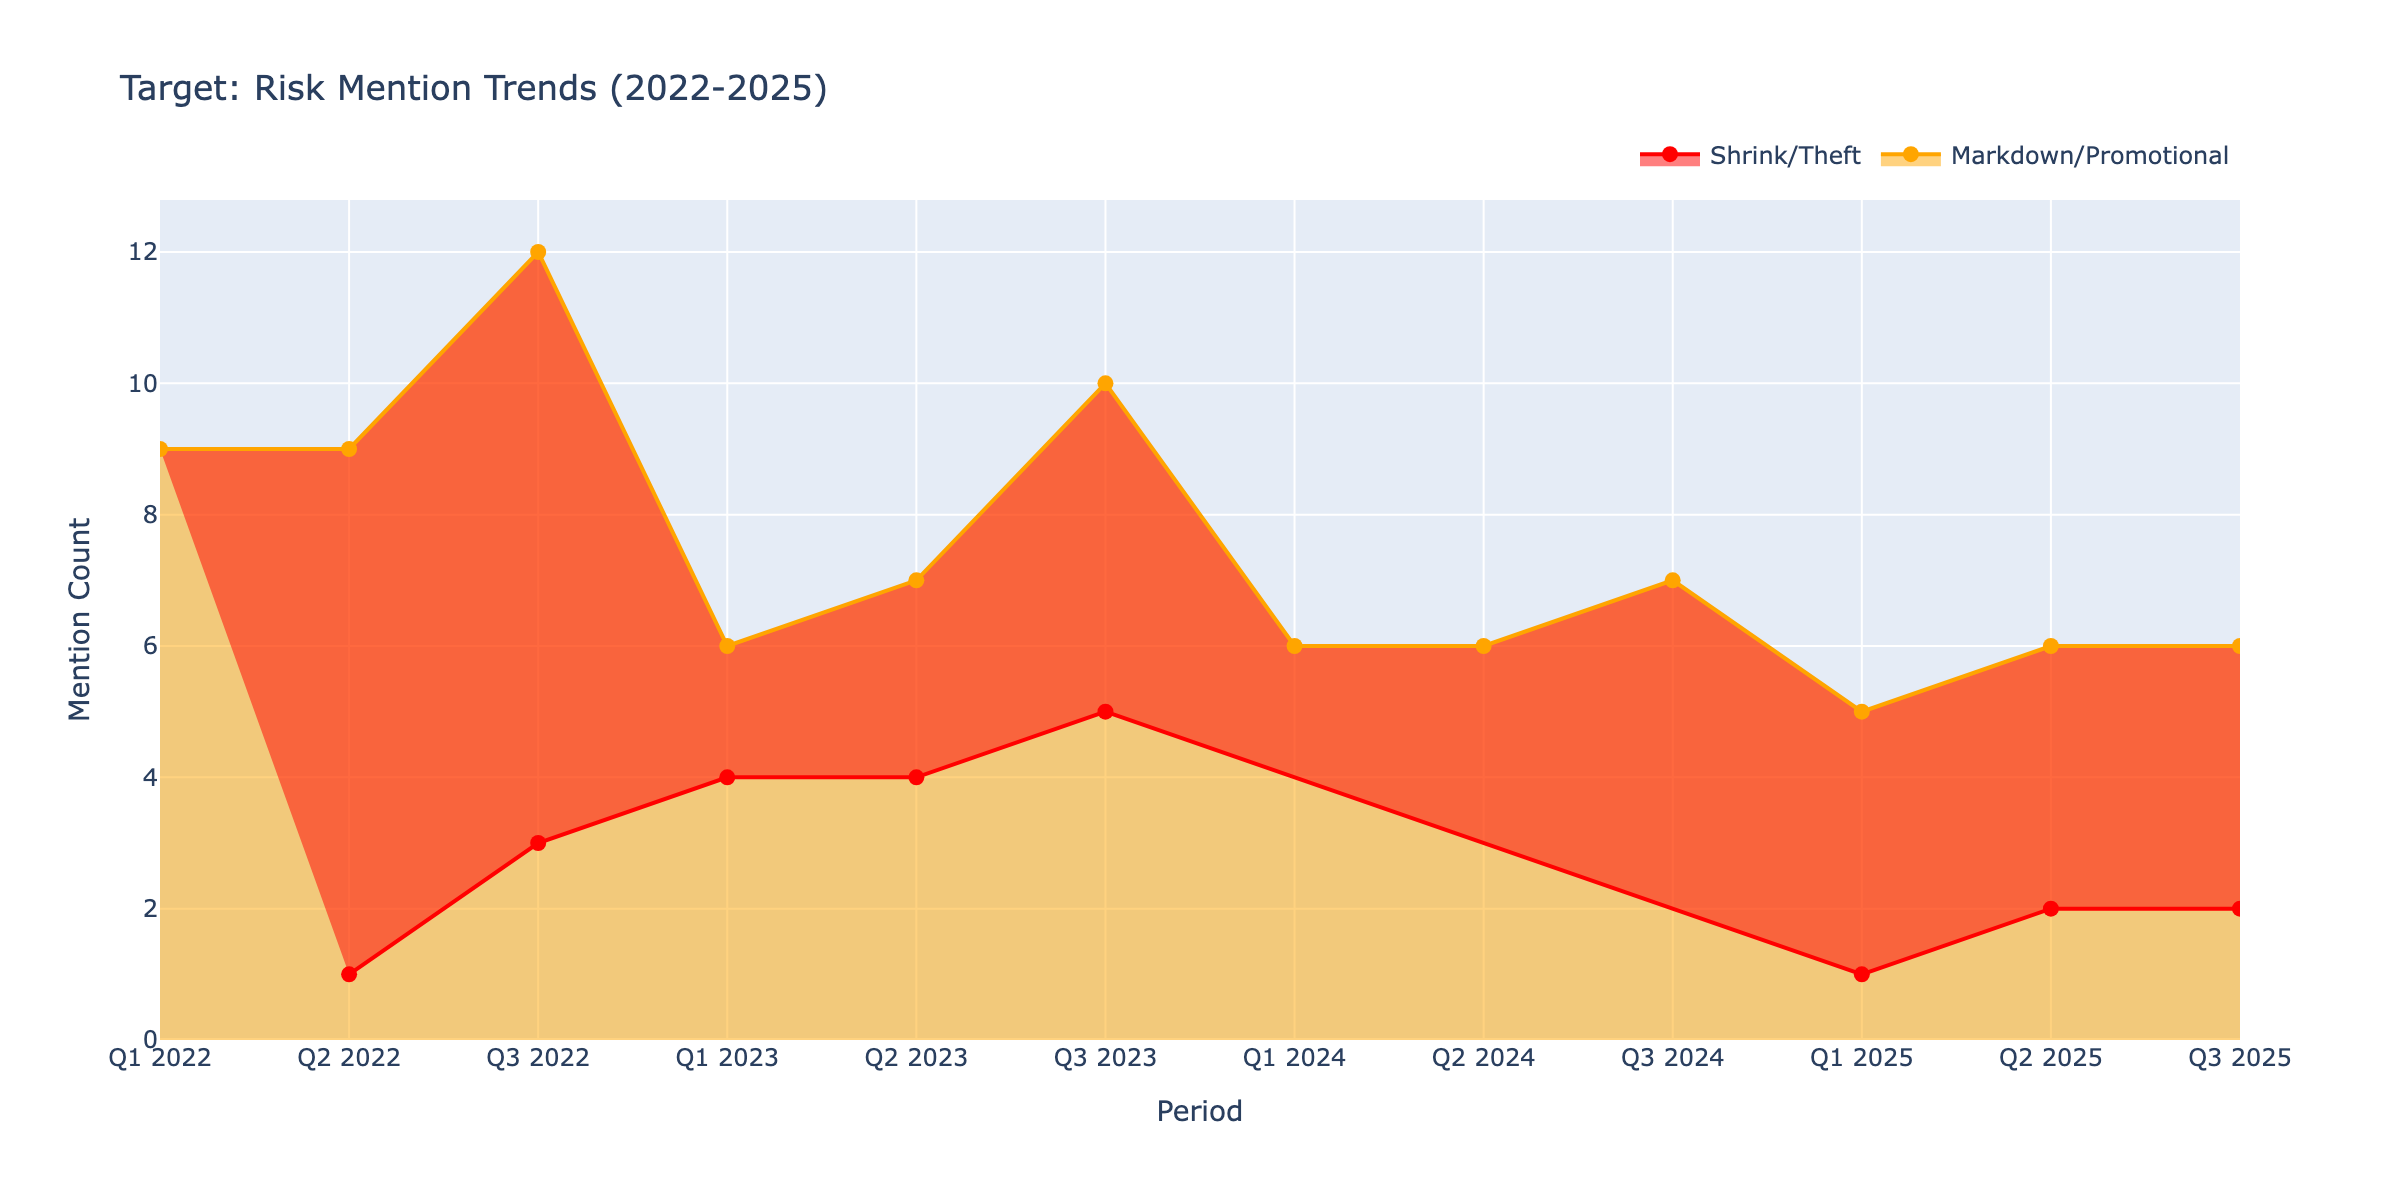 Target: Risk Mention Trends (2022-2025)
Shrink/Theft
Markdown/Promotional
Mention Count
12
10
8
6
4
2
0
Q1 2022
Q2 2022
Q3 2022
Q1 2023
Q2 2023
Q3 2023
Q1 2024
Q2 2024
Q3 2024
Q1 2025
Q2 2025
Q3 2025
Period